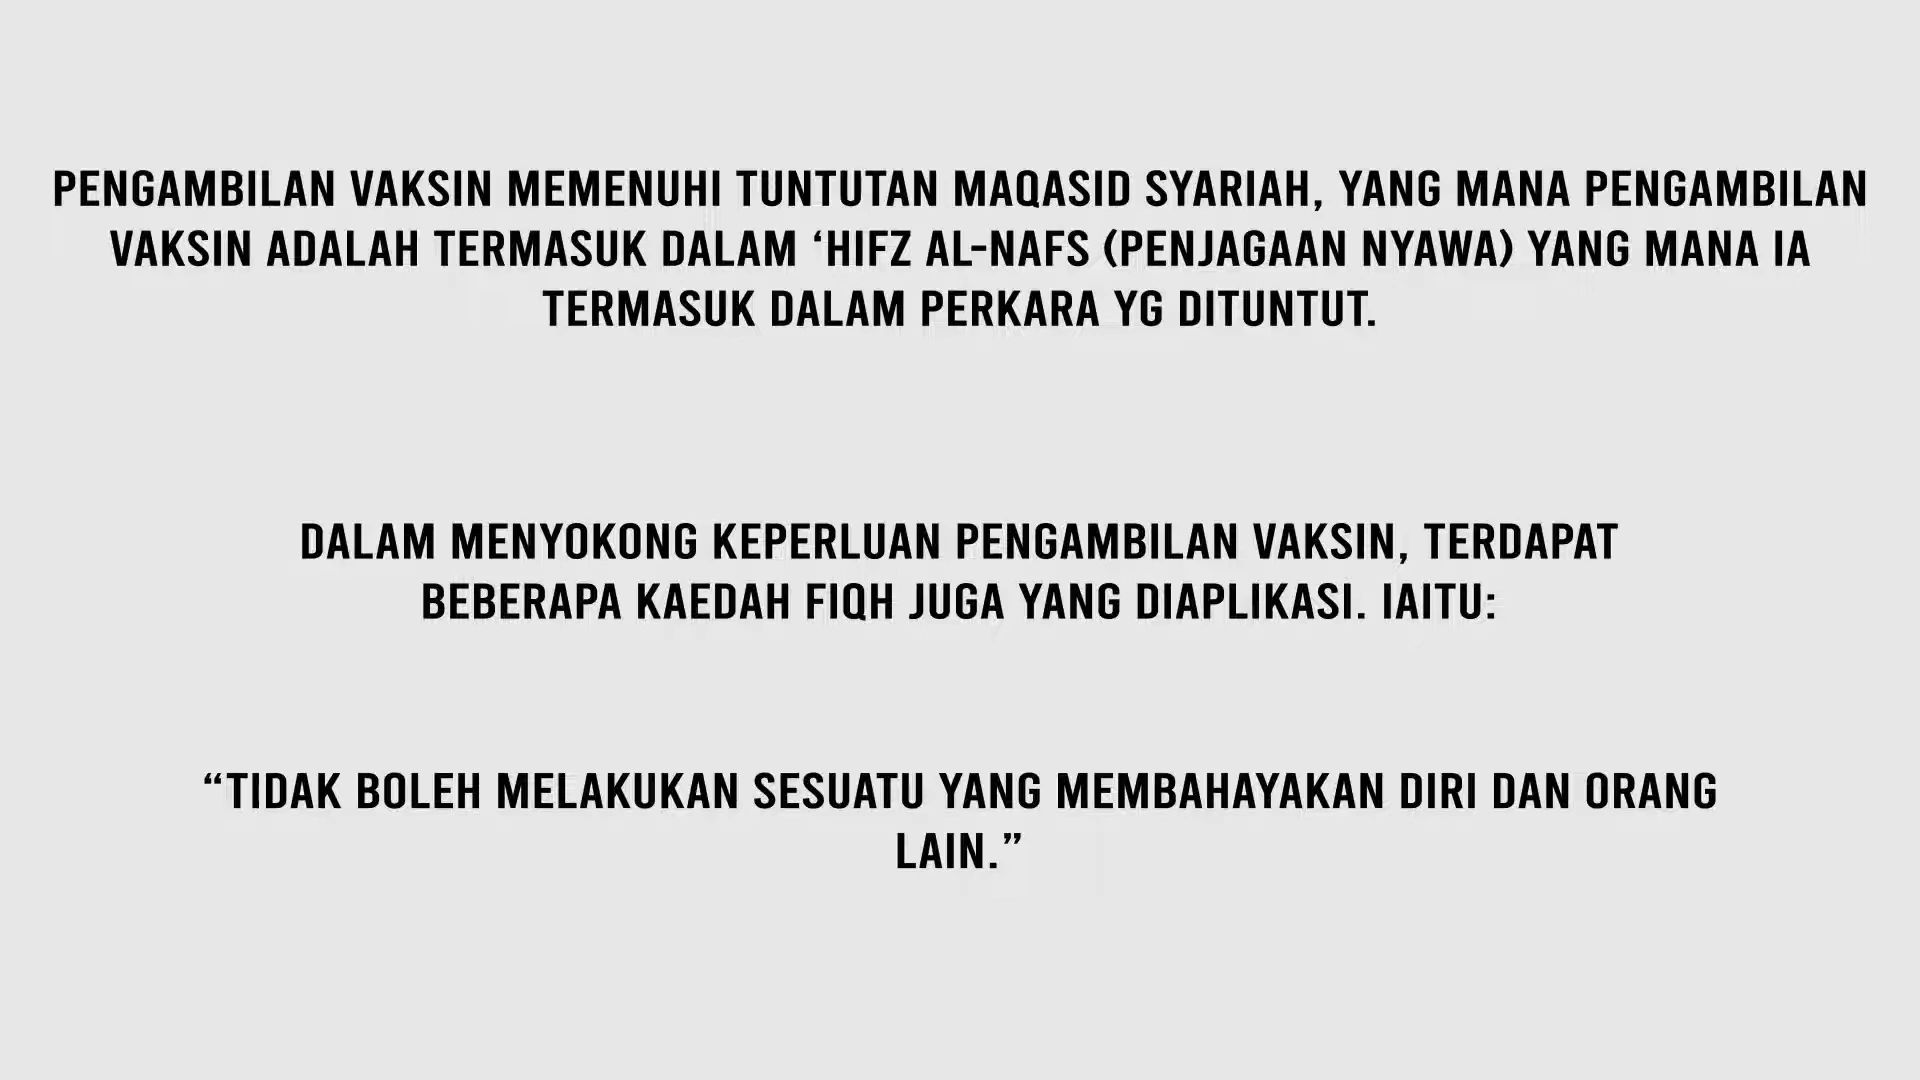 PENGAMBILAN VAKSIN MEMENUHI TUNTUTAN MAQASID SYARIAH, YANG MANA PENGAMBILAN
VAKSIN ADALAH TERMASUK DALAM ‘HIFZ AL-NAFS (PENJAGAAN NYAWA) YANG MANA IA
TERMASUK DALAM PERKARA YG DITUNTUT.
DALAM MENYOKONG KEPERLUAN PENGAMBILAN VAKSIN, TERDAPAT
BEBERAPA KAEDAH FIQH JUGA YANG DIAPLIKASI. IAITU:
“TIDAK BOLEH MELAKUKAN SESUATU YANG MEMBAHAYAKAN DIRI DAN ORANG
LAIN.”